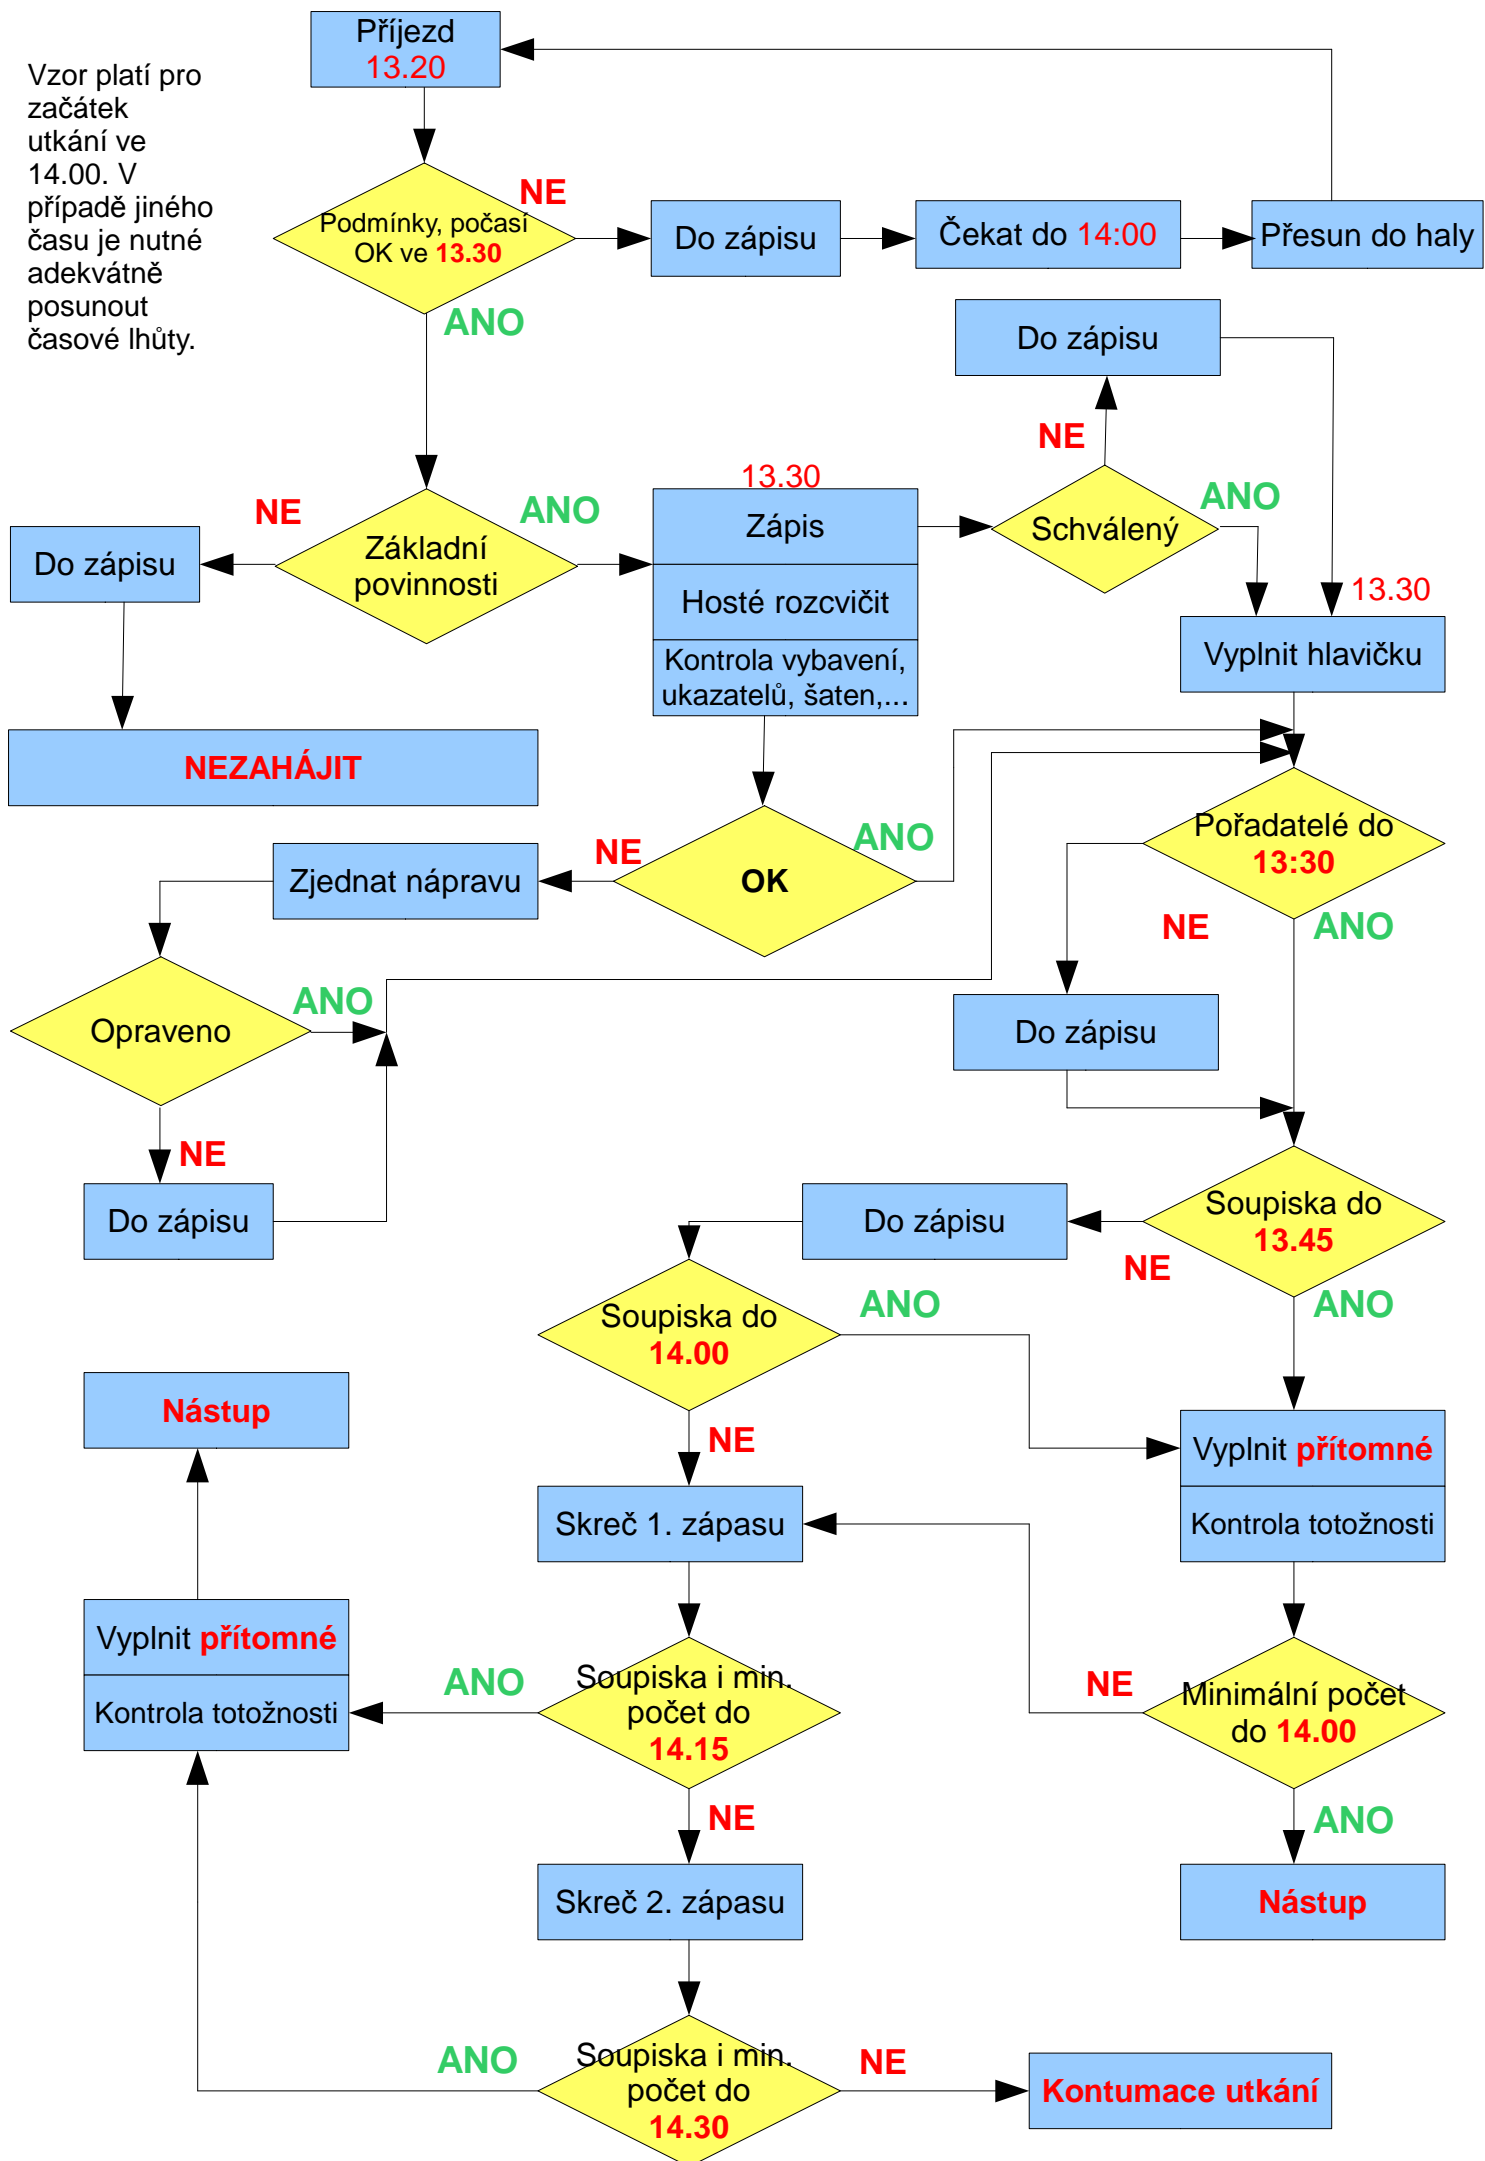 Příjezd
13.20
Vzor platí pro
začátek
utkání ve
14.00. V
případě jiného
času je nutné
adekvátně
posunout
časové lhůty.
NE
Podmínky, počasí
OK ve 13.30
Do zápisu
Čekat do 14:00
Přesun do haly
ANO
Do zápisu
NE
13.30
NE
ANO
ANO
Zápis
Schválený
Do zápisu
Základní
povinnosti
Hosté rozcvičit
13.30
Kontrola vybavení,
ukazatelů, šaten,...
Vyplnit hlavičku
NEZAHÁJIT
Pořadatelé do
13:30
NE
ANO
Zjednat nápravu
OK
NE
ANO
ANO
Opraveno
Do zápisu
NE
Do zápisu
Do zápisu
Soupiska do
13.45
NE
ANO
ANO
Soupiska do
14.00
Nástup
NE
Vyplnit přítomné
Skreč 1. zápasu
Kontrola totožnosti
Vyplnit přítomné
ANO
Soupiska i min.
počet do
14.15
NE
Minimální počet
do 14.00
Kontrola totožnosti
NE
ANO
Skreč 2. zápasu
Nástup
ANO
Soupiska i min.
počet do
14.30
NE
Kontumace utkání